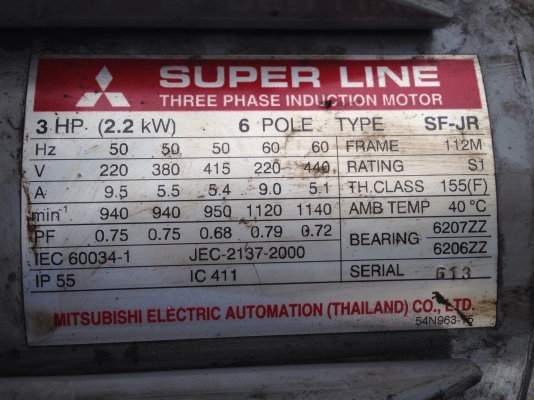 SUPER LINE
THREE PHASE INDUCTION MOTOR
3 HP (2.2 kW) 6 POLE TYPE SF-JR
Hz 50 50 50 60 60 FRAME 112M
V 220 380 415 220 440 RATING S1
A 9.5 5.5 5.4 9.0 5.1 TH.CLASS 155(F)
min-1 940 940 950 1120 1140 AMB TEMP 40°C
PF 0.75 0.75 0.68 0.79 0.72 BEARING 6207ZZ
6206ZZ
IEC 60034-1 JEC-2137-2000
IP 55 IC 411 SERIAL 613
MITSUBISHI ELECTRIC AUTOMATION (THAILAND) CO., LTD.
54N963-15